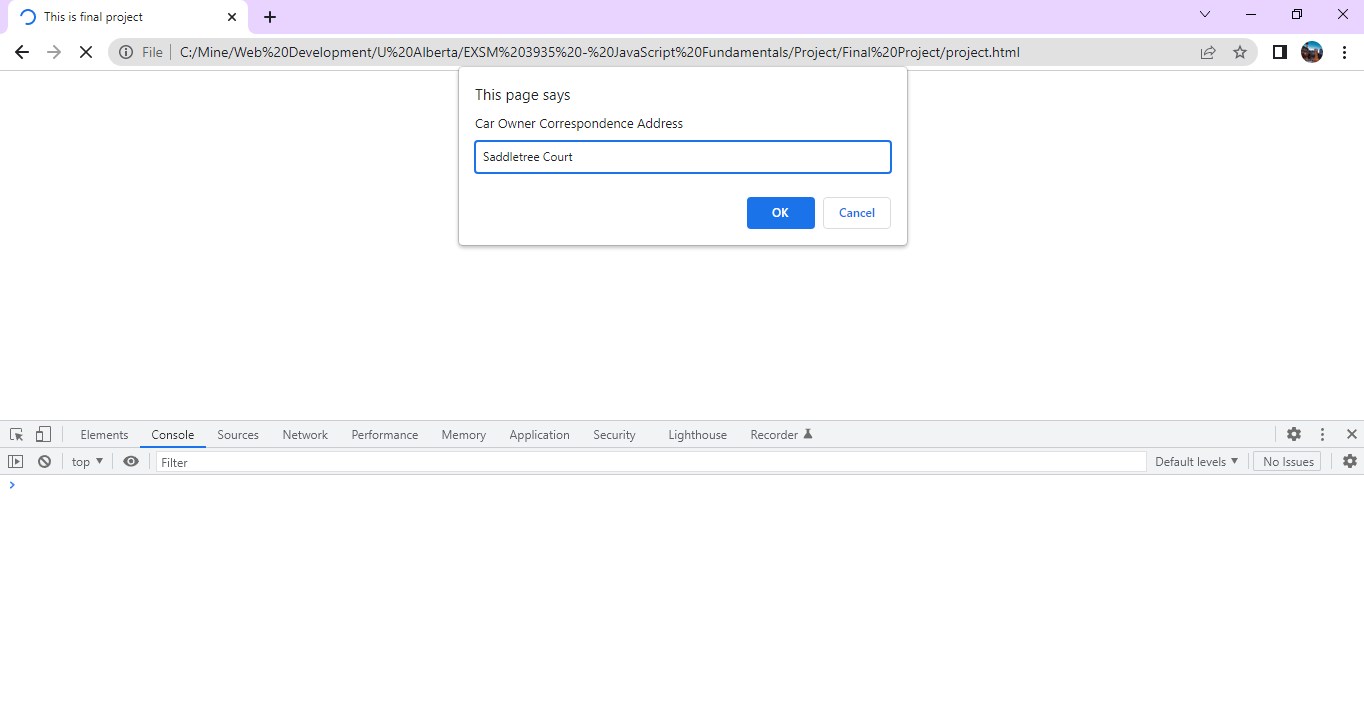 This is final project
File
C:/Mine/Web%20Development/U%20Alberta/EXSM%203935%20-%20JavaScript%20Fundamentals/Project/Final%20Project/project.html
This page says
Car Owner Correspondence Address
Saddletree Court
OK Cancel
Elements Console Sources Network Performance Memory Application Security Lighthouse Recorder
top Filter Default levels No Issues